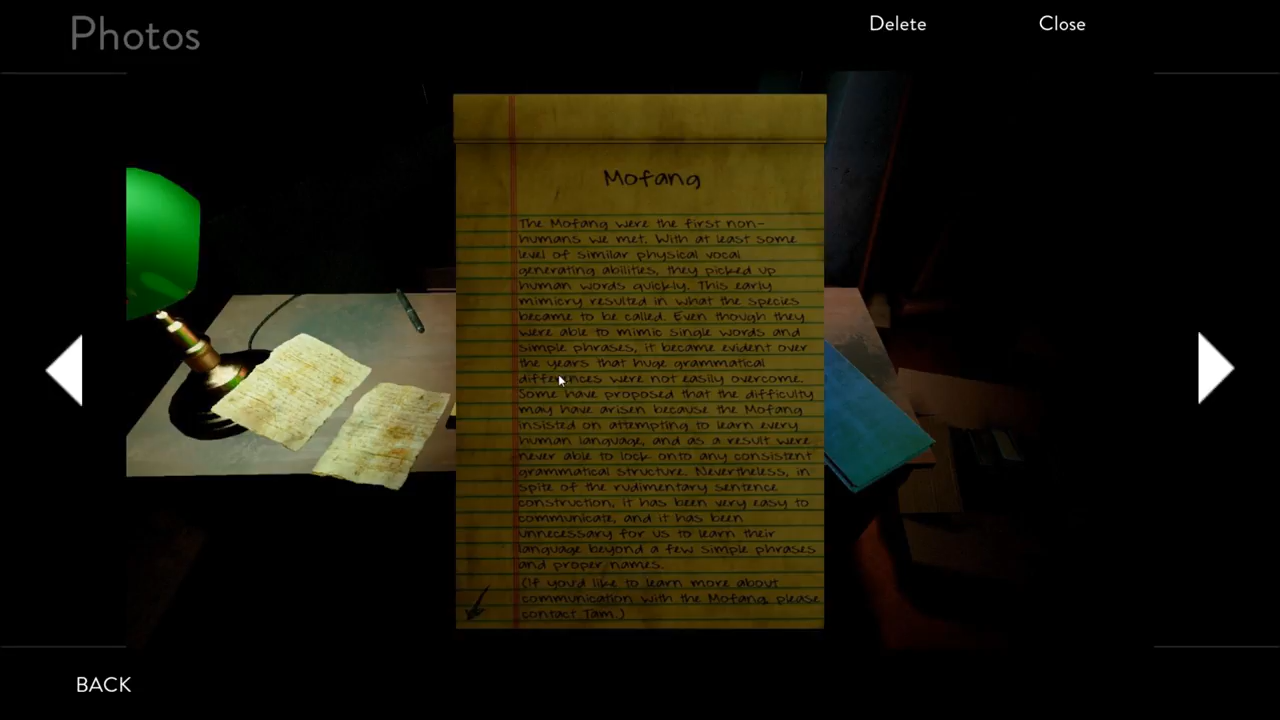 Photos
Delete
Close
Mofang
The Mofang were the first non-
humans we met. With at least some
level of similar physical vocal
generating abilities, they picked up
human words quickly. This early
mimicry resulted in what the species
became to be called. Even though they
were able to mimic single words and
simple phrases, it became evident over
the years that huge grammatical
differences were not easily overcome.
Some have proposed that the difficulty
may have arisen because the Mofang
insisted on attempting to learn every
human language, and as a result were
never able to lock onto any consistent
grammatical structure. Nevertheless, in
spite of the rudimentary sentence
construction, it has been very easy to
communicate, and it has been
unnecessary for us to learn their
language beyond a few simple phrases
and proper names.
(If you'd like to learn more about
communication with the Mofang, please
contact Tam.)
BACK